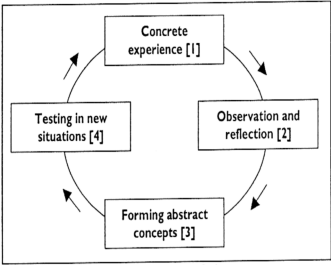 Concrete
experience [1]
Observation and
reflection [2]
Forming abstract
concepts [3]
Testing in new
situations [4]